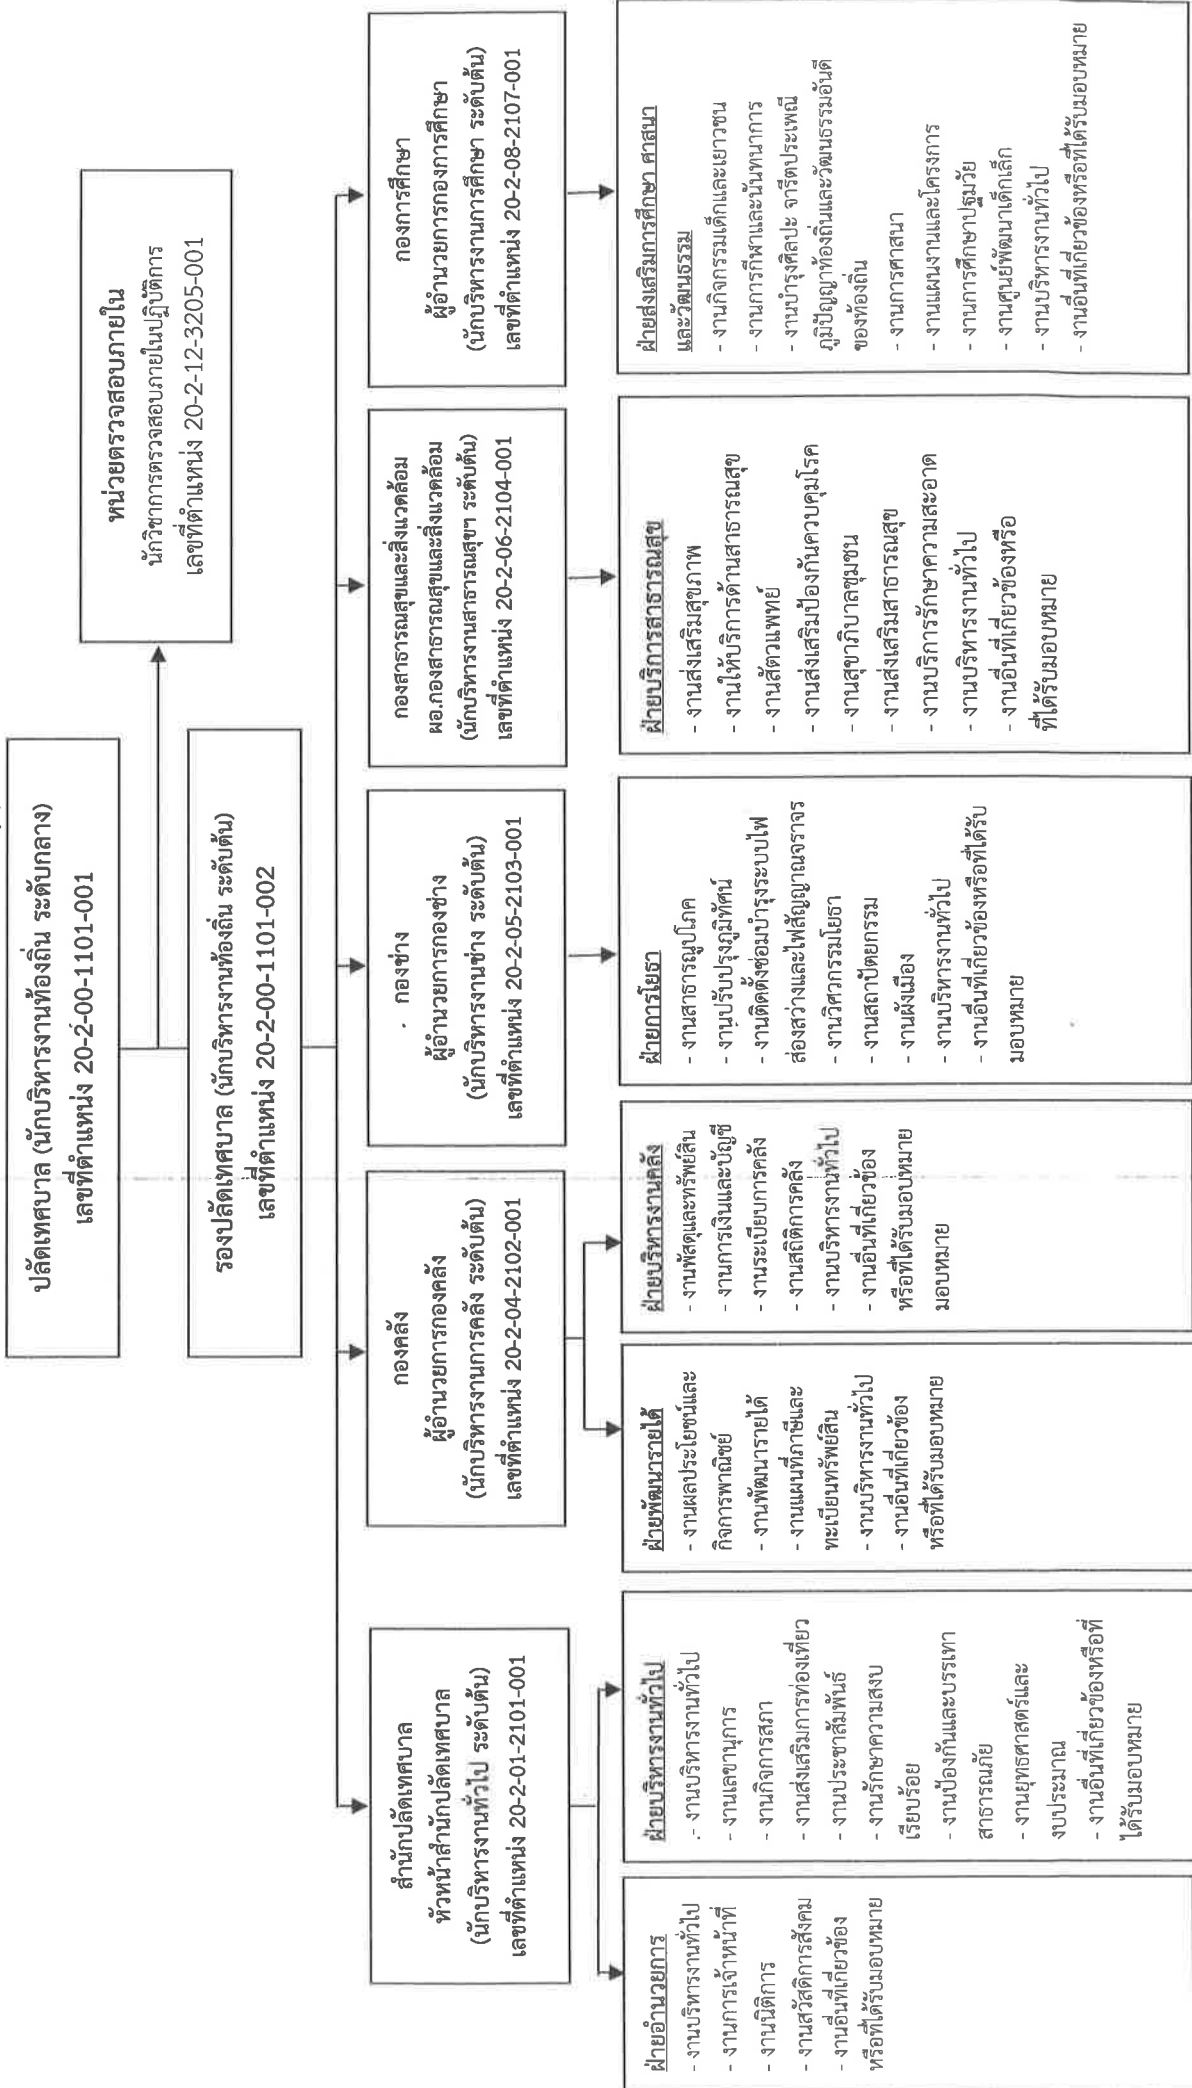 ปลัดเทศบาล (นักบริหารงานท้องถิ่น ระดับกลาง)
เลขที่ตำแหน่ง 20-2-00-1101-001
หน่วยตรวจสอบภายใน
นักวิชาการตรวจสอบภายในปฏิบัติการ
เลขที่ตำแหน่ง 20-2-12-3205-001
รองปลัดเทศบาล (นักบริหารงานท้องถิ่น ระดับต้น)
เลขที่ตำแหน่ง 20-2-00-1101-002
สำนักปลัดเทศบาล
หัวหน้าสำนักปลัดเทศบาล
(นักบริหารงานทั่วไป ระดับต้น)
เลขที่ตำแหน่ง 20-2-01-2101-001
กองคลัง
ผู้อำนวยการกองคลัง
(นักบริหารงานการคลัง ระดับต้น)
เลขที่ตำแหน่ง 20-2-04-2102-001
กองช่าง
ผู้อำนวยการกองช่าง
(นักบริหารงานช่าง ระดับต้น)
เลขที่ตำแหน่ง 20-2-05-2103-001
กองสาธารณสุขและสิ่งแวดล้อม
ผอ.กองสาธารณสุขและสิ่งแวดล้อม
(นักบริหารงานสาธารณสุขฯ ระดับต้น)
เลขที่ตำแหน่ง 20-2-06-2104-001
กองการศึกษา
ผู้อำนวยการกองการศึกษา
(นักบริหารงานการศึกษา ระดับต้น)
เลขที่ตำแหน่ง 20-2-08-2107-001
ฝ่ายอำนวยการ
- งานบริหารงานทั่วไป
- งานการเจ้าหน้าที่
- งานนิติการ
- งานสวัสดิการสังคม
- งานอื่นที่เกี่ยวข้อง
หรือที่ได้รับมอบหมาย
ฝ่ายบริหารงานทั่วไป
- งานบริหารงานทั่วไป
- งานเลขานุการ
- งานกิจการสภา
- งานส่งเสริมการท่องเที่ยว
- งานประชาสัมพันธ์
- งานรักษาความสงบ
เรียบร้อย
- งานป้องกันและบรรเทา
สาธารณภัย
- งานยุทธศาสตร์และ
งบประมาณ
- งานอื่นที่เกี่ยวข้องหรือที่
ได้รับมอบหมาย
ฝ่ายพัฒนารายได้
- งานผลประโยชน์และ
กิจการพาณิชย์
- งานพัฒนารายได้
- งานแผนที่ภาษีและ
ทะเบียนทรัพย์สิน
- งานบริหารงานทั่วไป
- งานอื่นที่เกี่ยวข้อง
หรือที่ได้รับมอบหมาย
ฝ่ายบริหารงานคลัง
- งานพัสดุและทรัพย์สิน
- งานการเงินและบัญชี
- งานระเบียบการคลัง
- งานสถิติการคลัง
- งานบริหารงานทั่วไป
- งานอื่นที่เกี่ยวข้อง
หรือที่ได้รับมอบหมาย
มอบหมาย
ฝ่ายการโยธา
- งานสาธารณูปโภค
- งานปรับปรุงภูมิทัศน์
- งานติดตั้งซ่อมบำรุงระบบไฟ
ส่องสว่างและไฟสัญญาณจราจร
- งานวิศวกรรมโยธา
- งานสถาปัตยกรรม
- งานผังเมือง
- งานบริหารงานทั่วไป
- งานอื่นที่เกี่ยวข้องหรือที่ได้รับ
มอบหมาย
ฝ่ายบริการสาธารณสุข
- งานส่งเสริมสุขภาพ
- งานให้บริการด้านสาธารณสุข
- งานสัตวแพทย์
- งานส่งเสริมป้องกันควบคุมโรค
- งานสุขาภิบาลชุมชน
- งานส่งเสริมสาธารณสุข
- งานบริการรักษาความสะอาด
- งานบริหารงานทั่วไป
- งานอื่นที่เกี่ยวข้องหรือ
ที่ได้รับมอบหมาย
ฝ่ายส่งเสริมการศึกษา ศาสนา
และวัฒนธรรม
- งานกิจกรรมเด็กและเยาวชน
- งานการกีฬาและนันทนาการ
- งานบำรุงศิลปะ จารีตประเพณี
ภูมิปัญญาท้องถิ่นและวัฒนธรรมอันดี
ของท้องถิ่น
- งานการศาสนา
- งานแผนงานและโครงการ
- งานการศึกษาปฐมวัย
- งานศูนย์พัฒนาเด็กเล็ก
- งานบริหารงานทั่วไป
- งานอื่นที่เกี่ยวข้องหรือที่ได้รับมอบหมาย